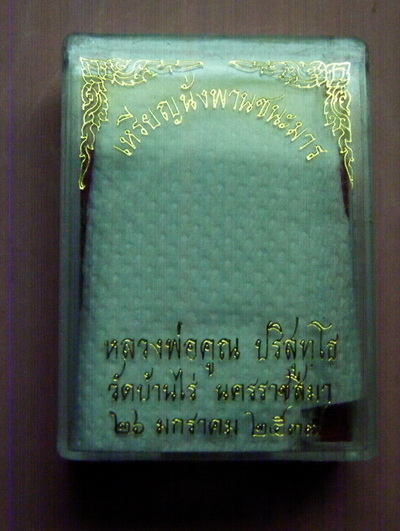 เหรียญนั่งพานชนะมาร
หลวงพ่อคูณ ปริสุทโธ
วัดบ้านไร่ นครราชสีมา
๒๖ มกราคม ๒๕๓๗